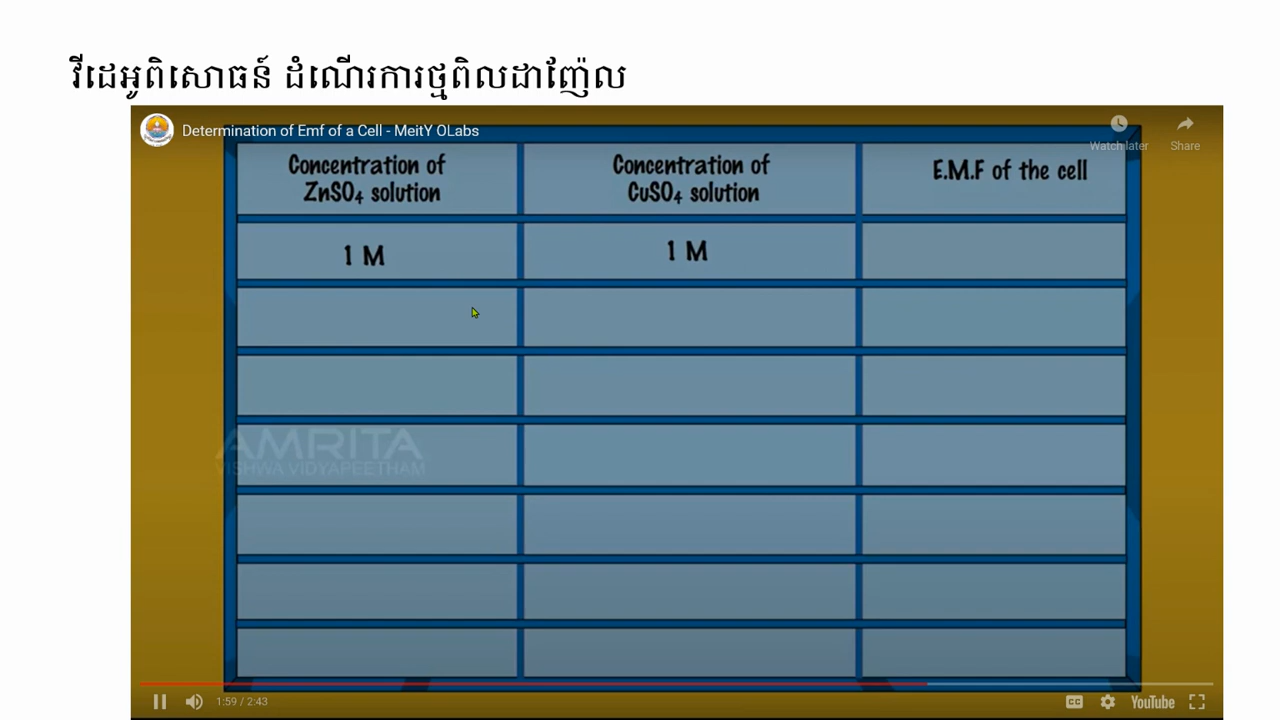 វីដេអូពិសោធន៍ ដំណើរការថ្មពិលដាញ៉ែល
Determination of Emf of a Cell - MeitY OLabs
Watch later
Share
Concentration of
ZnSO₄ solution
Concentration of
CuSO₄ solution
E.M.F of the cell
1 M
1 M
AMRITA
VISHWA VIDYAPEETHAM
1:59 / 2:43
CC
YouTube